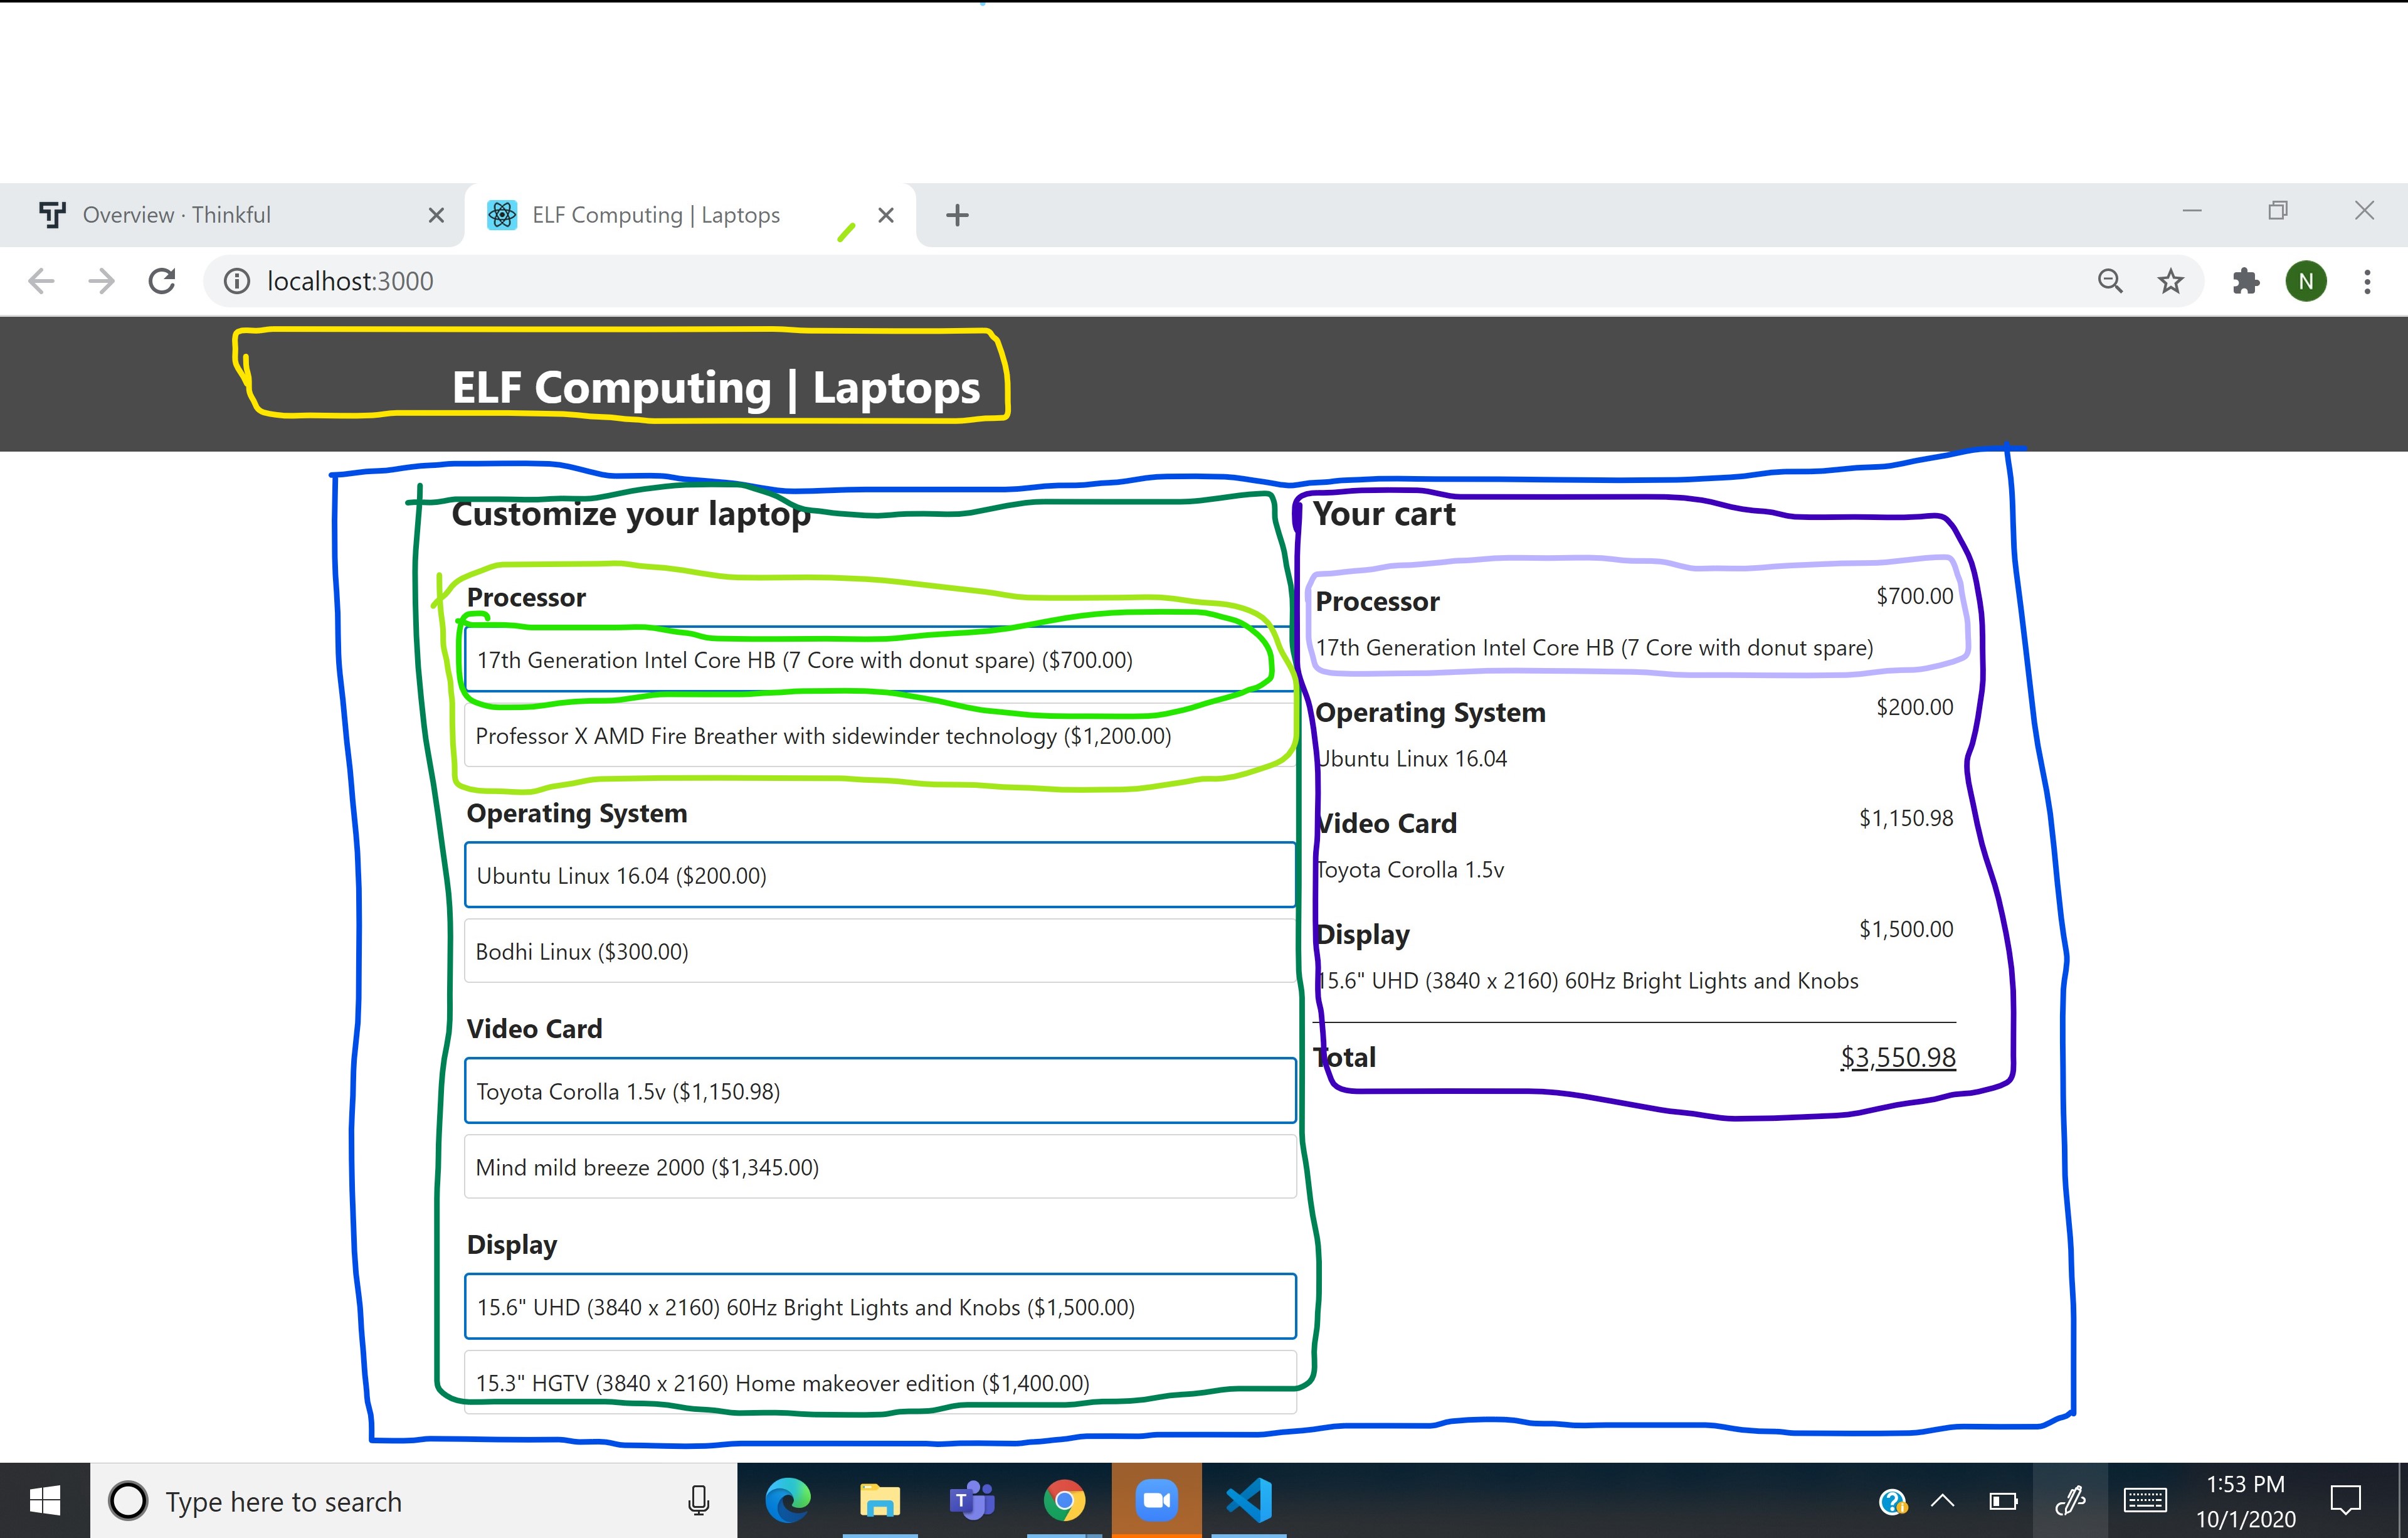 Overview · Thinkful
ELF Computing | Laptops
localhost:3000
N
ELF Computing | Laptops
Customize your laptop
Processor
17th Generation Intel Core HB (7 Core with donut spare) ($700.00)
Professor X AMD Fire Breather with sidewinder technology ($1,200.00)
Operating System
Ubuntu Linux 16.04 ($200.00)
Bodhi Linux ($300.00)
Video Card
Toyota Corolla 1.5v ($1,150.98)
Mind mild breeze 2000 ($1,345.00)
Display
15.6" UHD (3840 x 2160) 60Hz Bright Lights and Knobs ($1,500.00)
15.3" HGTV (3840 x 2160) Home makeover edition ($1,400.00)
Your cart
Processor $700.00
17th Generation Intel Core HB (7 Core with donut spare)
Operating System $200.00
Ubuntu Linux 16.04
Video Card $1,150.98
Toyota Corolla 1.5v
Display $1,500.00
15.6" UHD (3840 x 2160) 60Hz Bright Lights and Knobs
Total $3,550.98
Type here to search
T
1:53 PM
10/1/2020